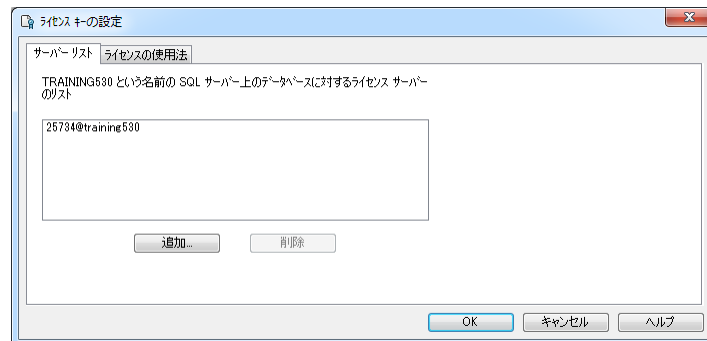 ライセンス キーの設定
サーバー リスト
ライセンスの使用法
TRAINING530 という名前の SQL サーバー上のデータベースに対するライセンス サーバー
のリスト
25734@training530
追加...
削除
OK
キャンセル
ヘルプ